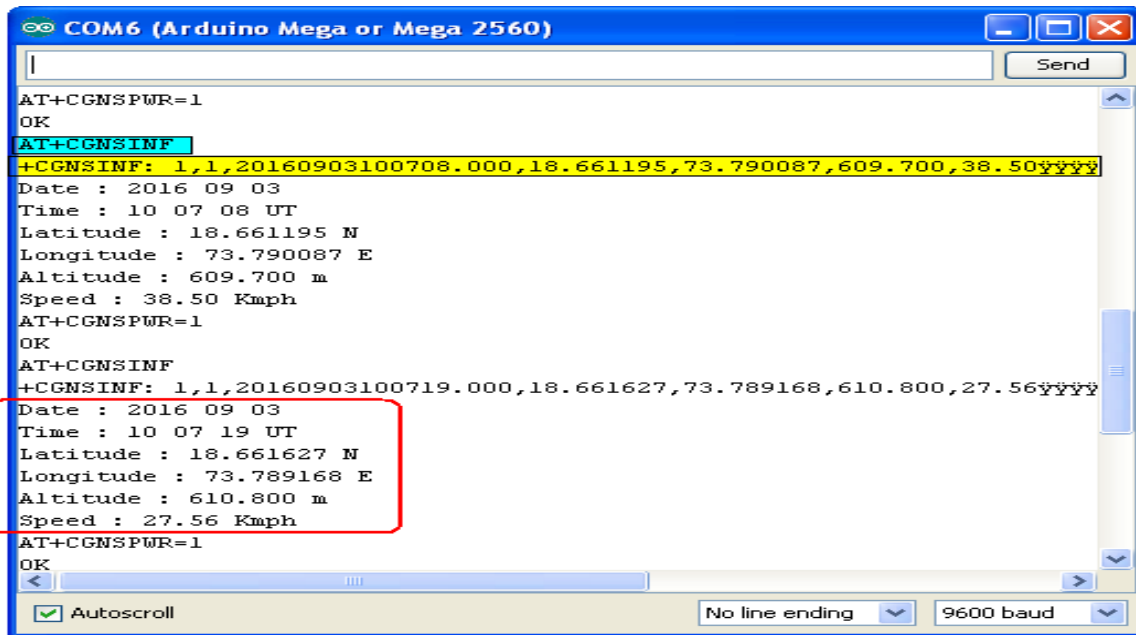 COM6 (Arduino Mega or Mega 2560)
Send
AT+CGNSPWR=1
OK
AT+CGNSINF
+CGNSINF: 1,1,20160903100708.000,18.661195,73.790087,609.700,38.50ÿÿÿÿ
Date : 2016 09 03
Time : 10 07 08 UT
Latitude : 18.661195 N
Longitude : 73.790087 E
Altitude : 609.700 m
Speed : 38.50 Kmph
AT+CGNSPWR=1
OK
AT+CGNSINF
+CGNSINF: 1,1,20160903100719.000,18.661627,73.789168,610.800,27.56ÿÿÿÿ
Date : 2016 09 03
Time : 10 07 19 UT
Latitude : 18.661627 N
Longitude : 73.789168 E
Altitude : 610.800 m
Speed : 27.56 Kmph
AT+CGNSPWR=1
OK
Autoscroll No line ending 9600 baud